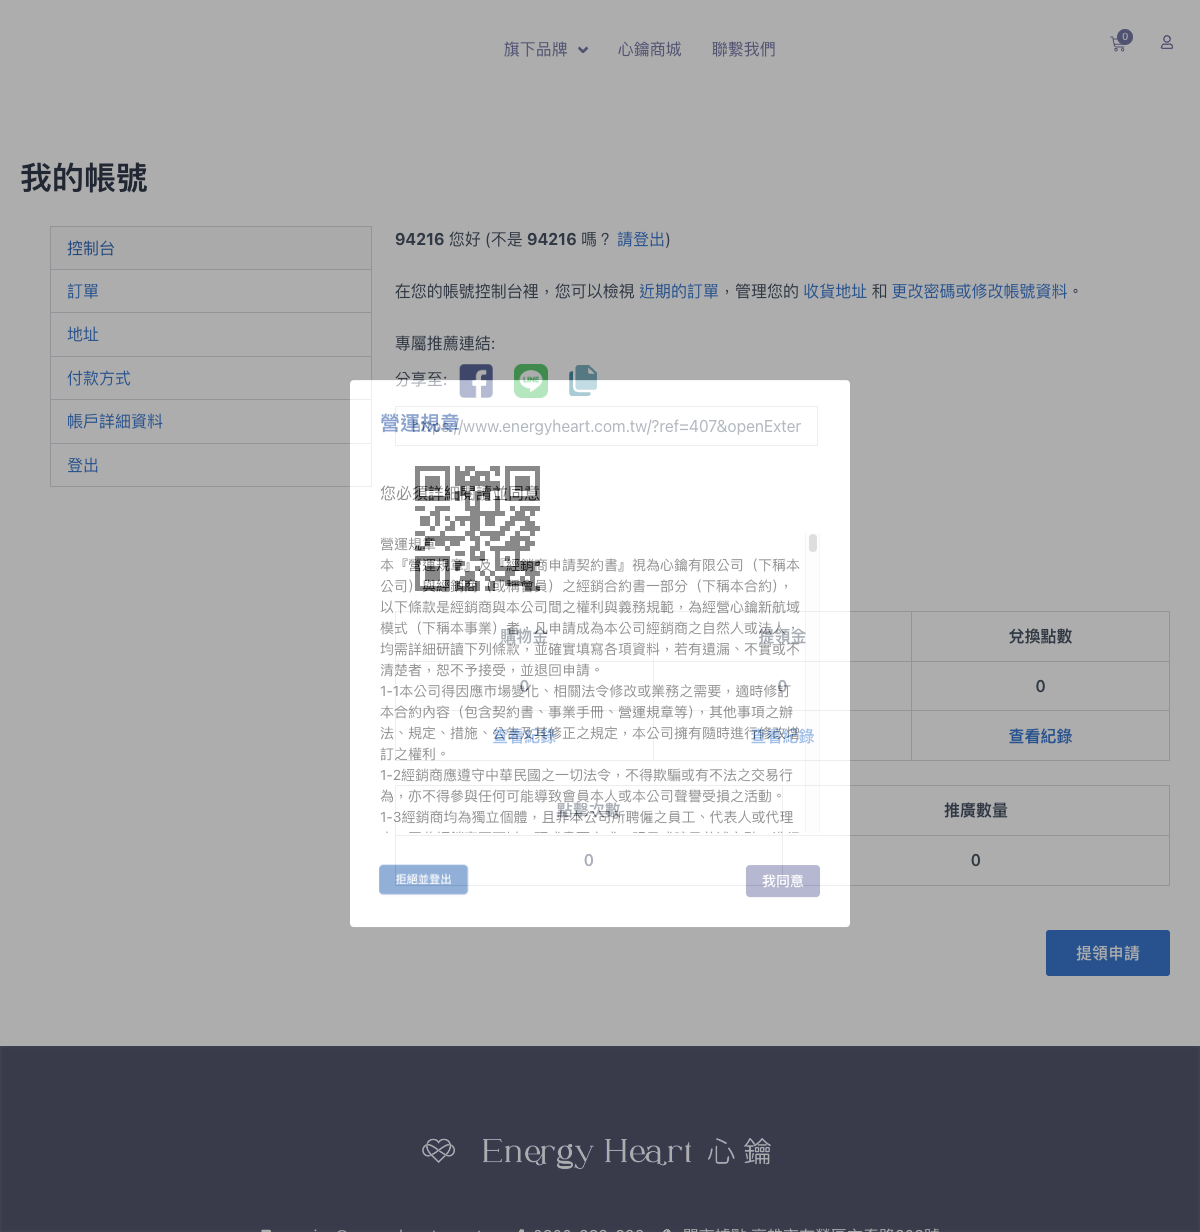 旗下品牌 心鑰商城 聯繫我們
0
我的帳號
控制台
訂單
地址
付款方式
帳戶詳細資料
登出
94216 您好 (不是 94216 嗎？ 請登出)
在您的帳號控制台裡，您可以檢視 近期的訂單，管理您的 收貨地址 和 更改密碼或修改帳號資料。
專屬推薦連結:
分享至:
LINE
https://www.energyheart.com.tw/?ref=407&openExter
營運規章
您必須詳細閱讀並同意
營運規章
本『營運規章』及『經銷商申請契約書』視為心鑰有限公司（下稱本
公司）與經銷商（或稱會員）之經銷合約書一部分（下稱本合約），
以下條款是經銷商與本公司間之權利與義務規範，為經營心鑰新航域
模式（下稱本事業）者，凡申請成為本公司經銷商之自然人或法人，
均需詳細研讀下列條款，並確實填寫各項資料，若有遺漏、不實或不
清楚者，恕不予接受，並退回申請。
1-1本公司得因應市場變化、相關法令修改或業務之需要，適時修訂
本合約內容（包含契約書、事業手冊、營運規章等），其他事項之辦
法、規定、措施、公告及其修正之規定，本公司擁有隨時進行修改增
訂之權利。
1-2經銷商應遵守中華民國之一切法令，不得欺騙或有不法之交易行
為，亦不得參與任何可能導致會員本人或本公司聲譽受損之活動。
1-3經銷商均為獨立個體，且非本公司所聘僱之員工、代表人或代理
拒絕並登出 我同意
購物金 提領金 兌換點數
0 0 0
查看紀錄 查看紀錄 查看紀錄
點擊次數 推廣數量
0 0
提領申請
Energy Heart 心鑰